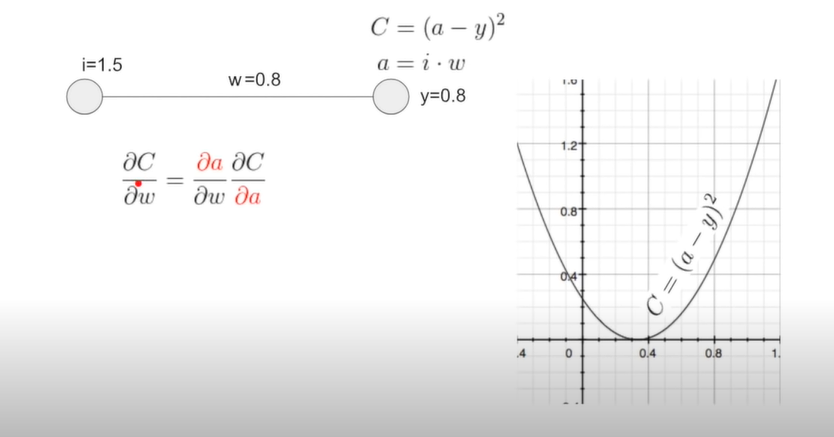 C = (a − y)²
i=1.5
a = i · w
w=0.8
y=0.8
∂C/∂w = ∂a/∂w ∂C/∂a
1.2
0.8
0.4
C = (a − y)²
.4 0 0.4 0.8 1.